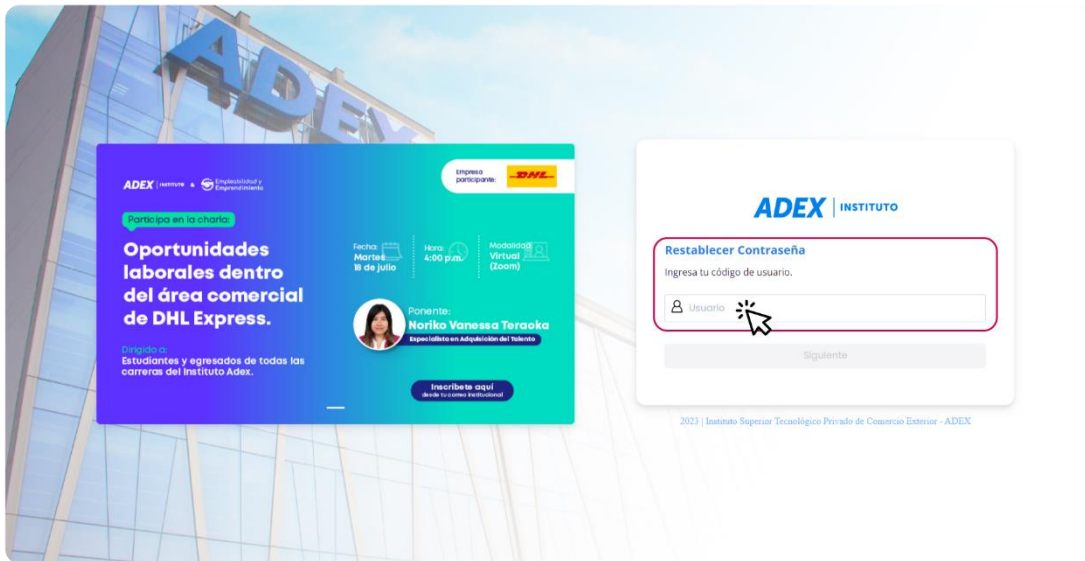 ADEX
ADEX | INSTITUTO & Empleabilidad y
Emprendimiento
Empresa
participante:
DHL
Participa en la charla:
Oportunidades
laborales dentro
del área comercial
de DHL Express.
Dirigido a:
Estudiantes y egresados de todas las
carreras del Instituto Adex.
Fecha:
Martes
18 de julio
Hora:
4:00 p.m.
Modalidad:
Virtual
(Zoom)
Ponente:
Noriko Vanessa Teraoka
Especialista en Adquisición del Talento
Inscríbete aquí
desde tu correo institucional
ADEX | INSTITUTO
Restablecer Contraseña
Ingresa tu código de usuario.
Usuario
Siguiente
2023 | Instituto Superior Tecnológico Privado de Comercio Exterior - ADEX